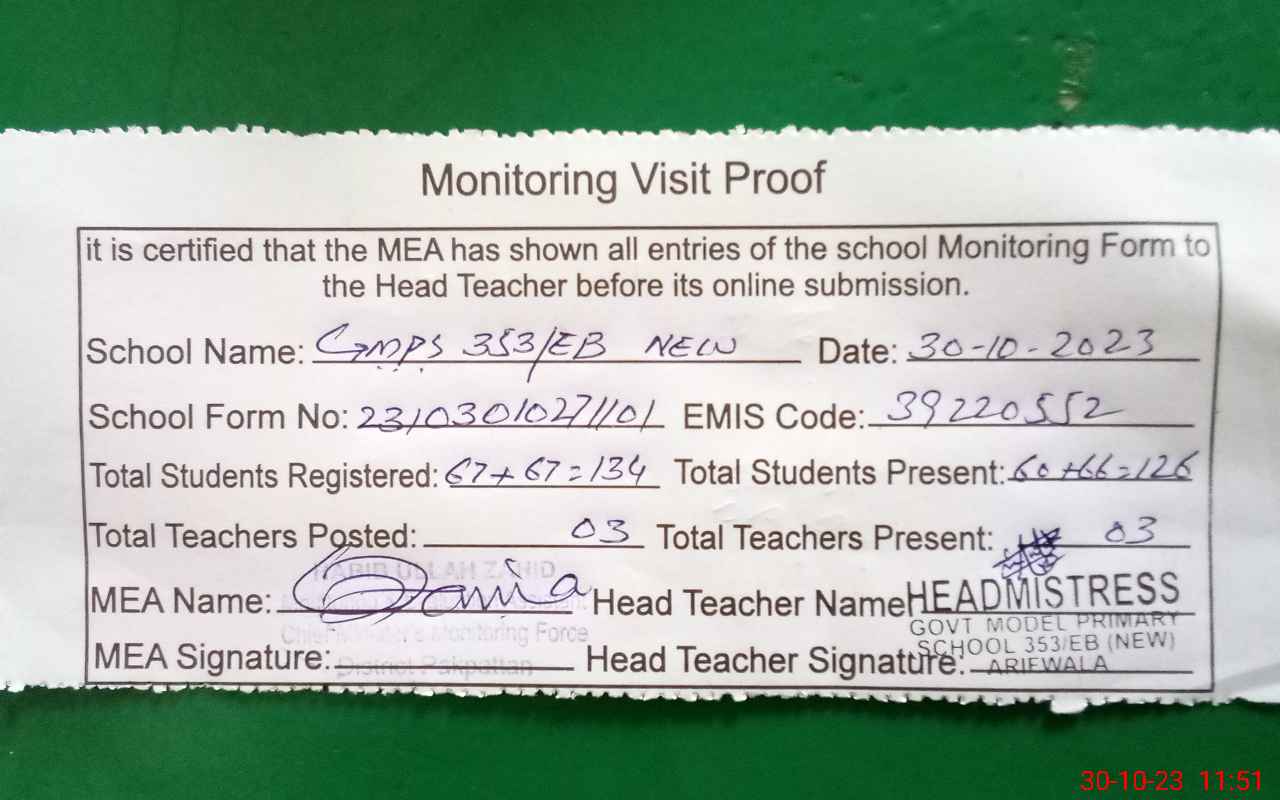 Monitoring Visit Proof
it is certified that the MEA has shown all entries of the school Monitoring Form to
the Head Teacher before its online submission.
School Name: GMPS 353/EB NEW Date: 30-10-2023
School Form No: 23103010271101 EMIS Code: 39220552
Total Students Registered: 67+67=134 Total Students Present: 60+66=126
Total Teachers Posted: 03 Total Teachers Present: 03
HABIB ULLAH ZAHID
MEA Name: Head Teacher Name HEADMISTRESS
GOVT MODEL PRIMARY
Chief Minister's Monitoring Force
SCHOOL 353/EB (NEW)
MEA Signature: District Pakpattan Head Teacher Signature: ARIFWALA
30-10-23 11:51